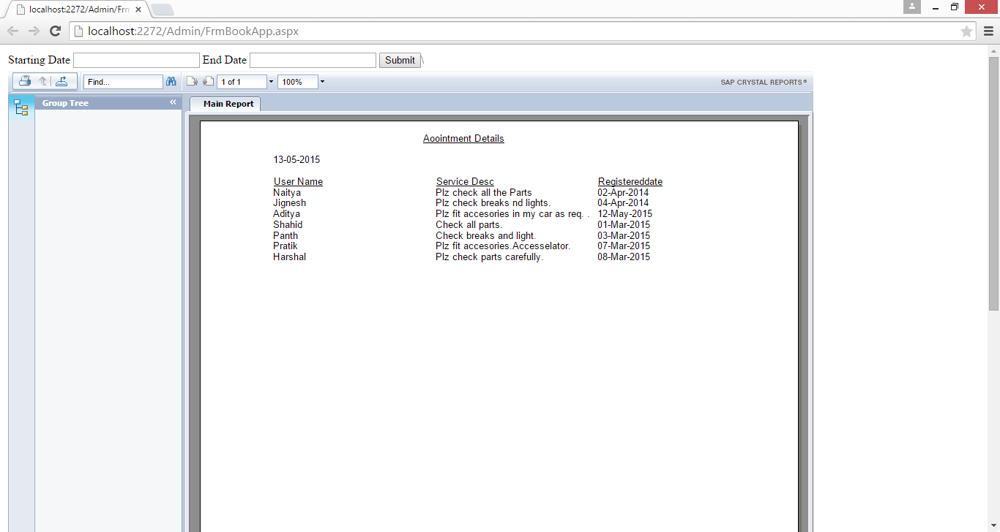 localhost:2272/Admin/Frm
localhost:2272/Admin/FrmBookApp.aspx
Starting Date End Date Submit \
Find... 1 of 1 100% SAP CRYSTAL REPORTS®
Group Tree «
Main Report
Aoointment Details
13-05-2015
User Name Service Desc Registereddate
Naitya Plz check all the Parts 02-Apr-2014
Jignesh Plz check breaks nd lights. 04-Apr-2014
Aditya Plz fit accesories in my car as req. . 12-May-2015
Shahid Check all parts. 01-Mar-2015
Panth Check breaks and light. 03-Mar-2015
Pratik Plz fit accesories.Accesselator. 07-Mar-2015
Harshal Plz check parts carefully. 08-Mar-2015